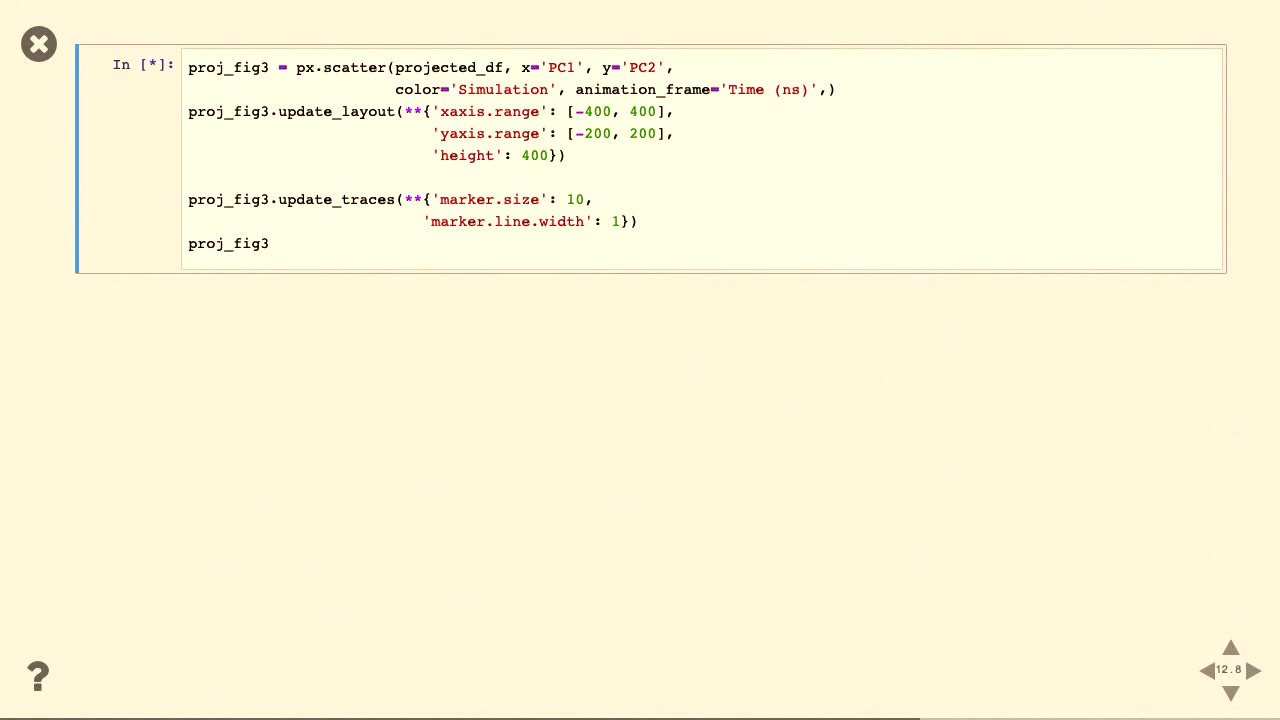 In [*]:
proj_fig3 = px.scatter(projected_df, x='PC1', y='PC2',
color='Simulation', animation_frame='Time (ns)',)
proj_fig3.update_layout(**{'xaxis.range': [-400, 400],
'yaxis.range': [-200, 200],
'height': 400})
proj_fig3.update_traces(**{'marker.size': 10,
'marker.line.width': 1})
proj_fig3
?
12.8